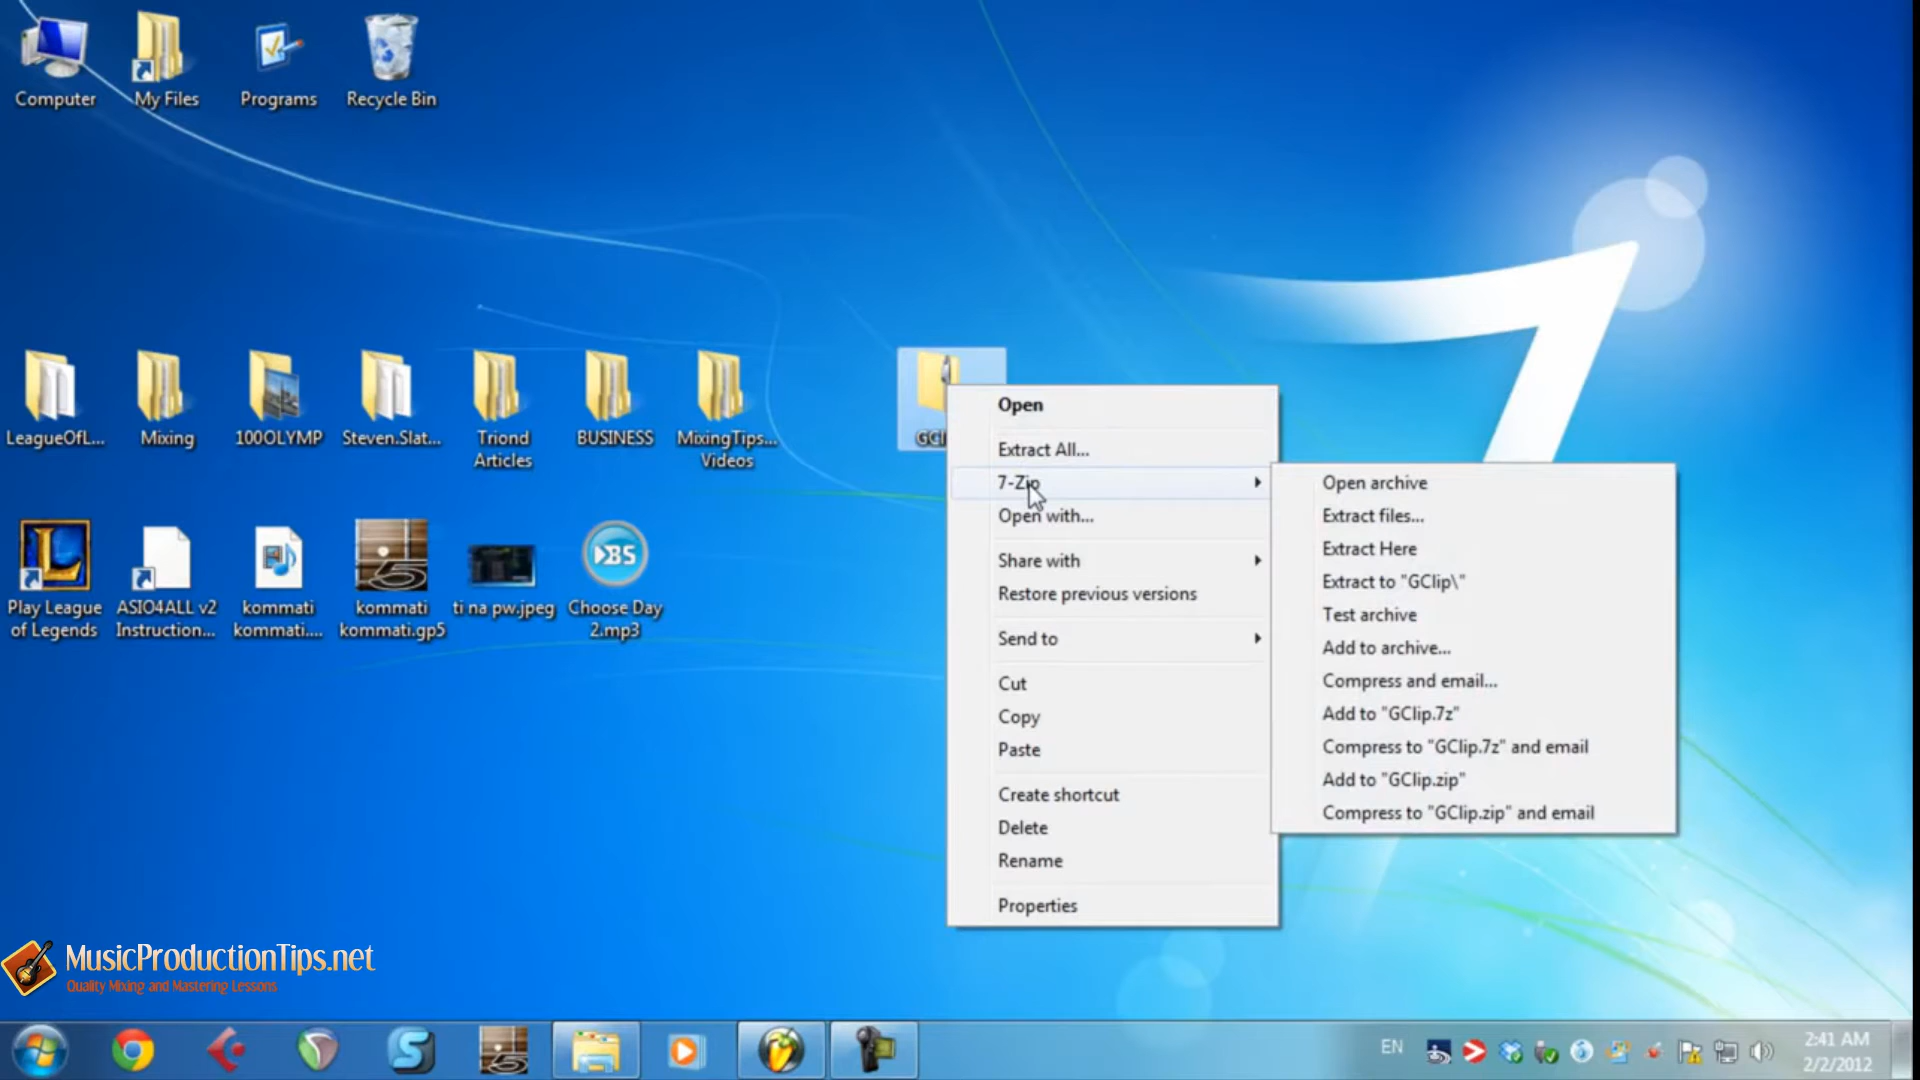 Computer
My Files
Programs
Recycle Bin
LeagueOfL...
Mixing
100OLYMP
Steven.Slat...
Triond
Articles
BUSINESS
MixingTips...
Videos
Play League
of Legends
ASIO4ALL v2
Instruction...
kommati
kommati....
kommati
kommati.gp5
ti na pw.jpeg
Choose Day
2.mp3
Open
Extract All...
7-Zip
Open with...
Share with
Restore previous versions
Send to
Cut
Copy
Paste
Create shortcut
Delete
Rename
Properties
Open archive
Extract files...
Extract Here
Extract to "GClip\"
Test archive
Add to archive...
Compress and email...
Add to "GClip.7z"
Compress to "GClip.7z" and email
Add to "GClip.zip"
Compress to "GClip.zip" and email
MusicProductionTips.net
Quality Mixing and Mastering Lessons
EN
2:41 AM
2/2/2012